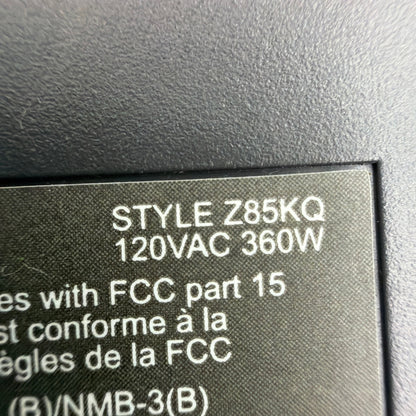 STYLE Z85KQ
120VAC 360W
es with FCC part 15
st conforme à la
ègles de la FCC
(B)/NMB-3(B)